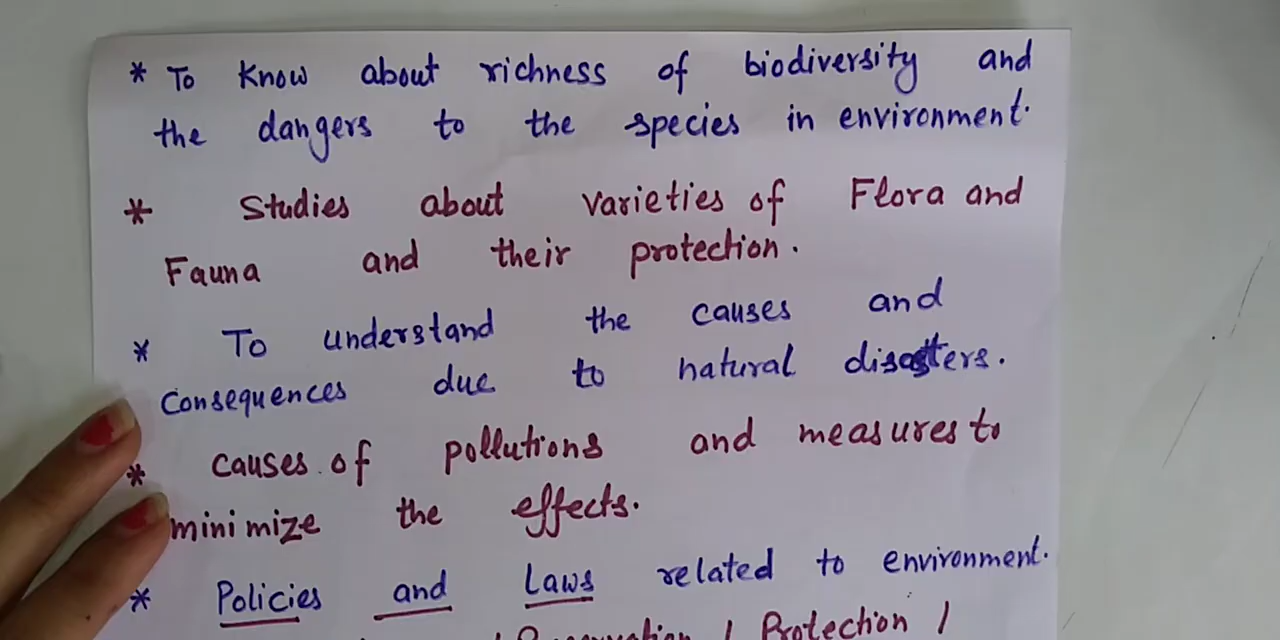 * To know about richness of biodiversity and
the dangers to the species in environment.
* Studies about varieties of Flora and
Fauna and their protection.
* To understand the causes and
consequences due to natural disasters.
* causes of pollutions and measures to
minimize the effects.
* Policies and Laws related to environment.
/ Protection /